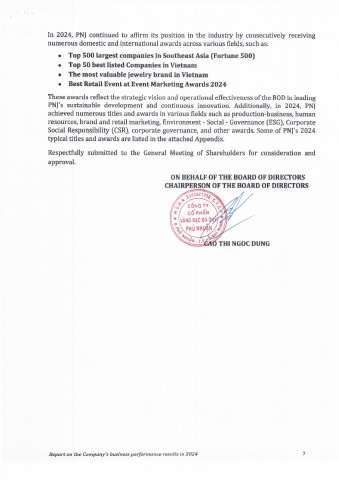 In 2024, PNJ continued to affirm its position in the industry by consecutively receiving
numerous domestic and international awards across various fields, such as:
• Top 500 largest companies in Southeast Asia (Fortune 500)
• Top 50 best listed Companies in Vietnam
• The most valuable jewelry brand in Vietnam
• Best Retail Event at Event Marketing Awards 2024
These awards reflect the strategic vision and operational effectiveness of the BOD in leading
PNJ's sustainable development and continuous innovation. Additionally, in 2024, PNJ
achieved numerous titles and awards in various fields such as production-business, human
resources, brand and retail marketing, Environment - Social - Governance (ESG), Corporate
Social Responsibility (CSR), corporate governance, and other awards. Some of PNJ's 2024
typical titles and awards are listed in the attached Appendix.
Respectfully submitted to the General Meeting of Shareholders for consideration and
approval.
ON BEHALF OF THE BOARD OF DIRECTORS
CHAIRPERSON OF THE BOARD OF DIRECTORS
CÔNG TY
CỔ PHẦN
VÀNG BẠC ĐÁ QUÝ
PHÚ NHUẬN
CAO THI NGOC DUNG
Report on the Company's business performance results in 2024 7